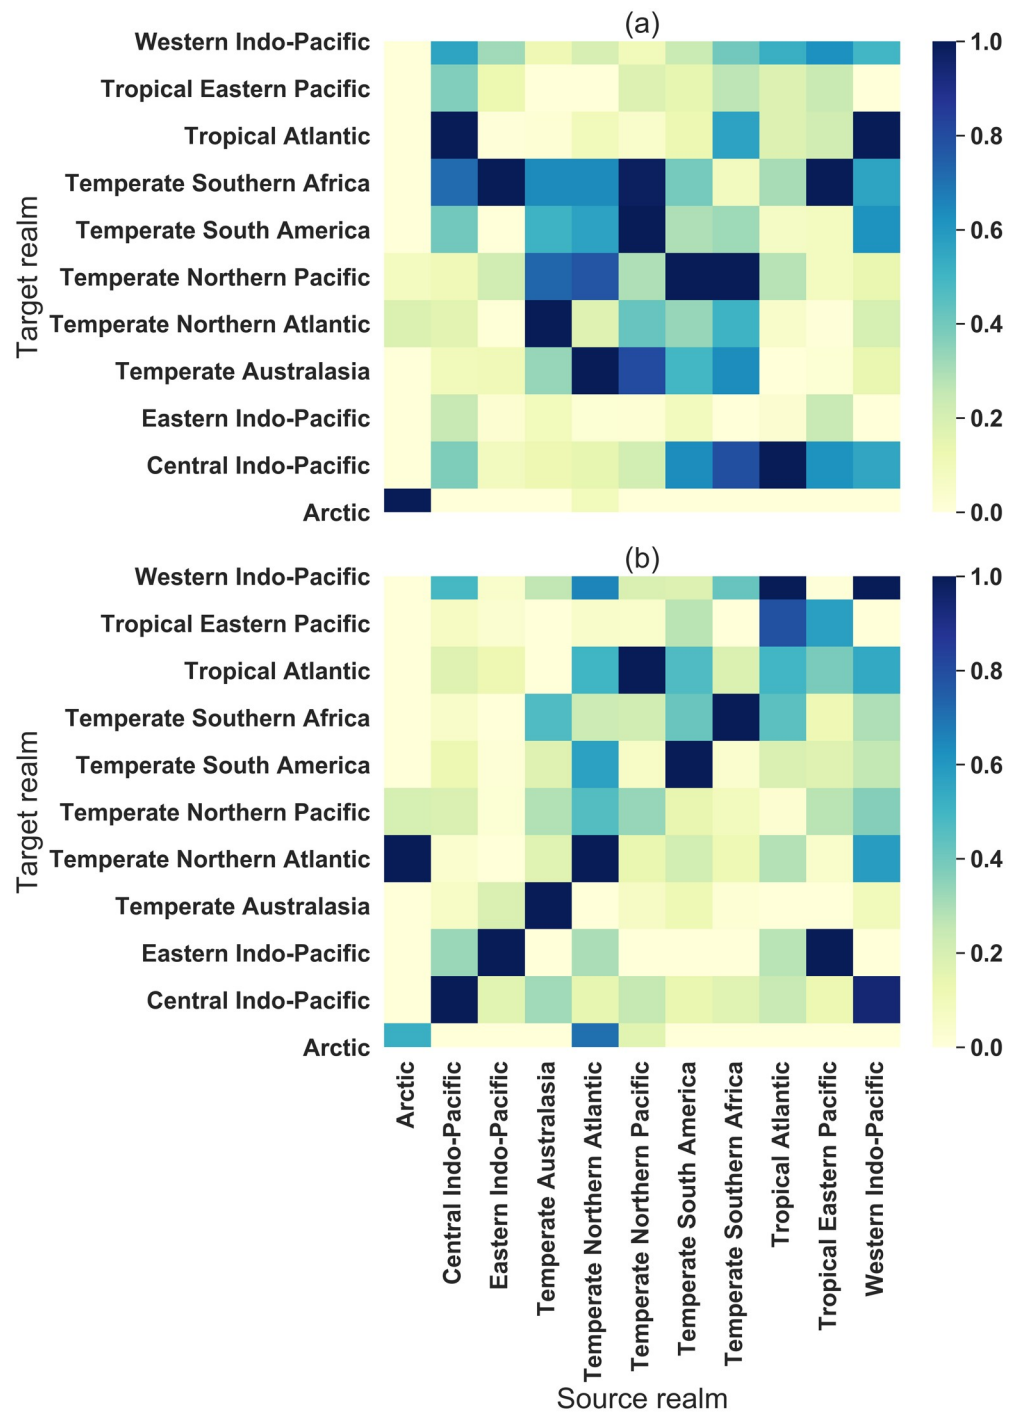 (a)
Western Indo-Pacific
Tropical Eastern Pacific
Tropical Atlantic
Temperate Southern Africa
Temperate South America
Temperate Northern Pacific
Temperate Northern Atlantic
Temperate Australasia
Eastern Indo-Pacific
Central Indo-Pacific
Arctic
Target realm
1.0
0.8
0.6
0.4
0.2
0.0
(b)
Western Indo-Pacific
Tropical Eastern Pacific
Tropical Atlantic
Temperate Southern Africa
Temperate South America
Temperate Northern Pacific
Temperate Northern Atlantic
Temperate Australasia
Eastern Indo-Pacific
Central Indo-Pacific
Arctic
Target realm
1.0
0.8
0.6
0.4
0.2
0.0
Arctic
Central Indo-Pacific
Eastern Indo-Pacific
Temperate Australasia
Temperate Northern Atlantic
Temperate Northern Pacific
Temperate South America
Temperate Southern Africa
Tropical Atlantic
Tropical Eastern Pacific
Western Indo-Pacific
Source realm